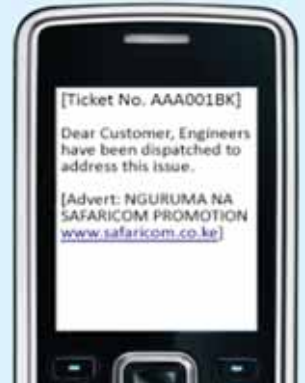 [Ticket No. AAA001BK]
Dear Customer, Engineers
have been dispatched to
address this issue.
[Advert: NGURUMA NA
SAFARICOM PROMOTION
www.safaricom.co.ke]